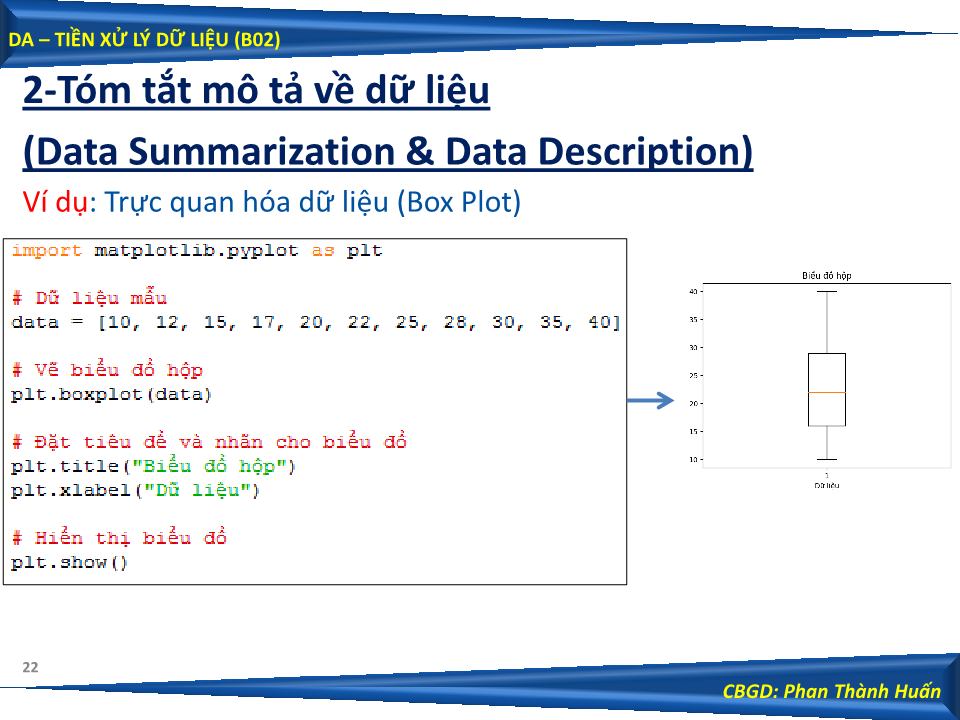 DA – TIỀN XỬ LÝ DỮ LIỆU (B02)
2-Tóm tắt mô tả về dữ liệu
(Data Summarization & Data Description)
Ví dụ: Trực quan hóa dữ liệu (Box Plot)
import matplotlib.pyplot as plt
# Dữ liệu mẫu
data = [10, 12, 15, 17, 20, 22, 25, 28, 30, 35, 40]
# Vẽ biểu đồ hộp
plt.boxplot(data)
# Đặt tiêu đề và nhãn cho biểu đồ
plt.title("Biểu đồ hộp")
plt.xlabel("Dữ liệu")
# Hiển thị biểu đồ
plt.show()
Biểu đồ hộp
40
35
30
25
20
15
10
1
Dữ liệu
22
CBGD: Phan Thành Huấn